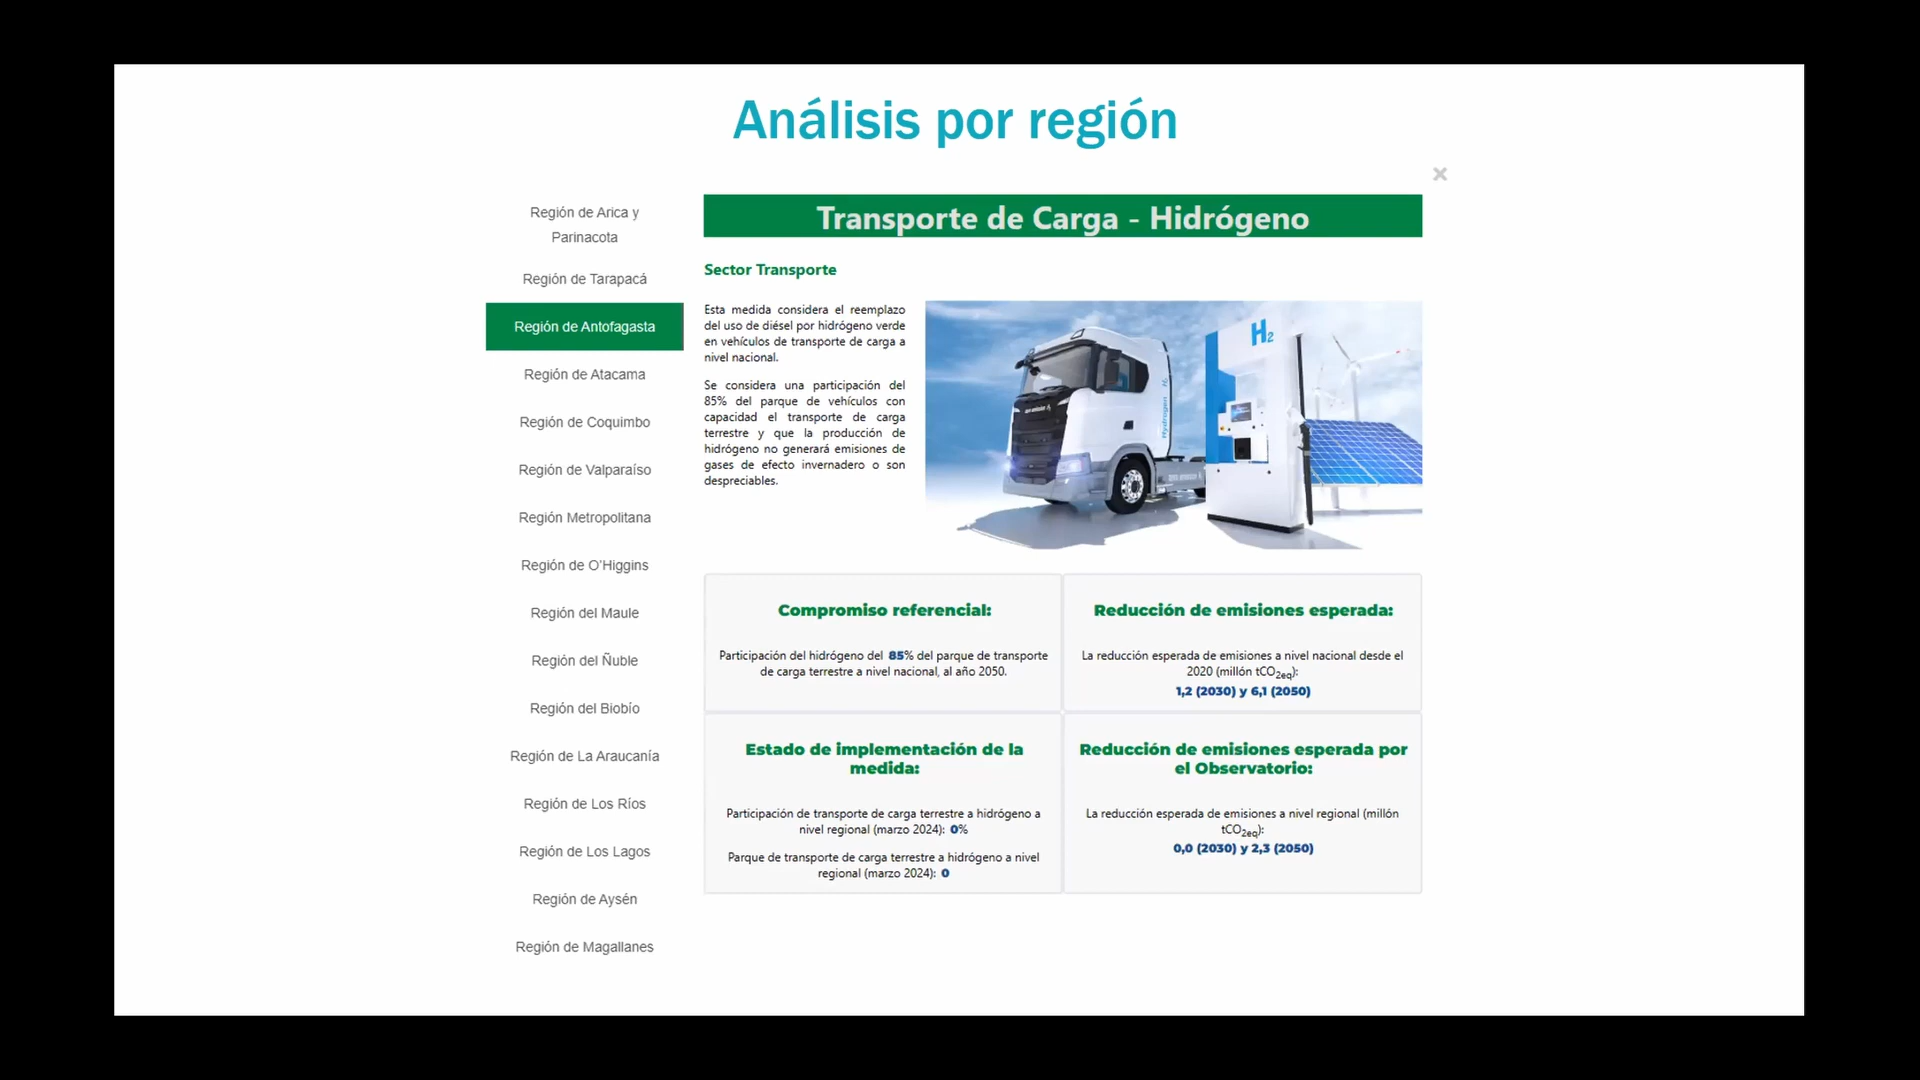 Análisis por región
Región de Arica y
Parinacota
Región de Tarapacá
Región de Antofagasta
Región de Atacama
Región de Coquimbo
Región de Valparaíso
Región Metropolitana
Región de O'Higgins
Región del Maule
Región del Ñuble
Región del Biobío
Región de La Araucanía
Región de Los Ríos
Región de Los Lagos
Región de Aysén
Región de Magallanes
×
Transporte de Carga - Hidrógeno
Sector Transporte
Esta medida considera el reemplazo
del uso de diésel por hidrógeno verde
en vehículos de transporte de carga a
nivel nacional.
Se considera una participación del
85% del parque de vehículos con
capacidad el transporte de carga
terrestre y que la producción de
hidrógeno no generará emisiones de
gases de efecto invernadero o son
despreciables.
H2
Hydrogen
Compromiso referencial:
Participación del hidrógeno del 85% del parque de transporte
de carga terrestre a nivel nacional, al año 2050.
Reducción de emisiones esperada:
La reducción esperada de emisiones a nivel nacional desde el
2020 (millón tCO2eq):
1,2 (2030) y 6,1 (2050)
Estado de implementación de la
medida:
Participación de transporte de carga terrestre a hidrógeno a
nivel regional (marzo 2024): 0%
Parque de transporte de carga terrestre a hidrógeno a nivel
regional (marzo 2024): 0
Reducción de emisiones esperada por
el Observatorio:
La reducción esperada de emisiones a nivel regional (millón
tCO2eq):
0,0 (2030) y 2,3 (2050)